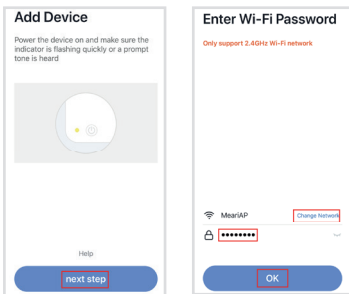 Add Device
Power the device on and make sure the
indicator is flashing quickly or a prompt
tone is heard
Help
next step
Enter Wi-Fi Password
Only support 2.4GHz Wi-Fi network
MeariAP
Change Network
••••••••
OK